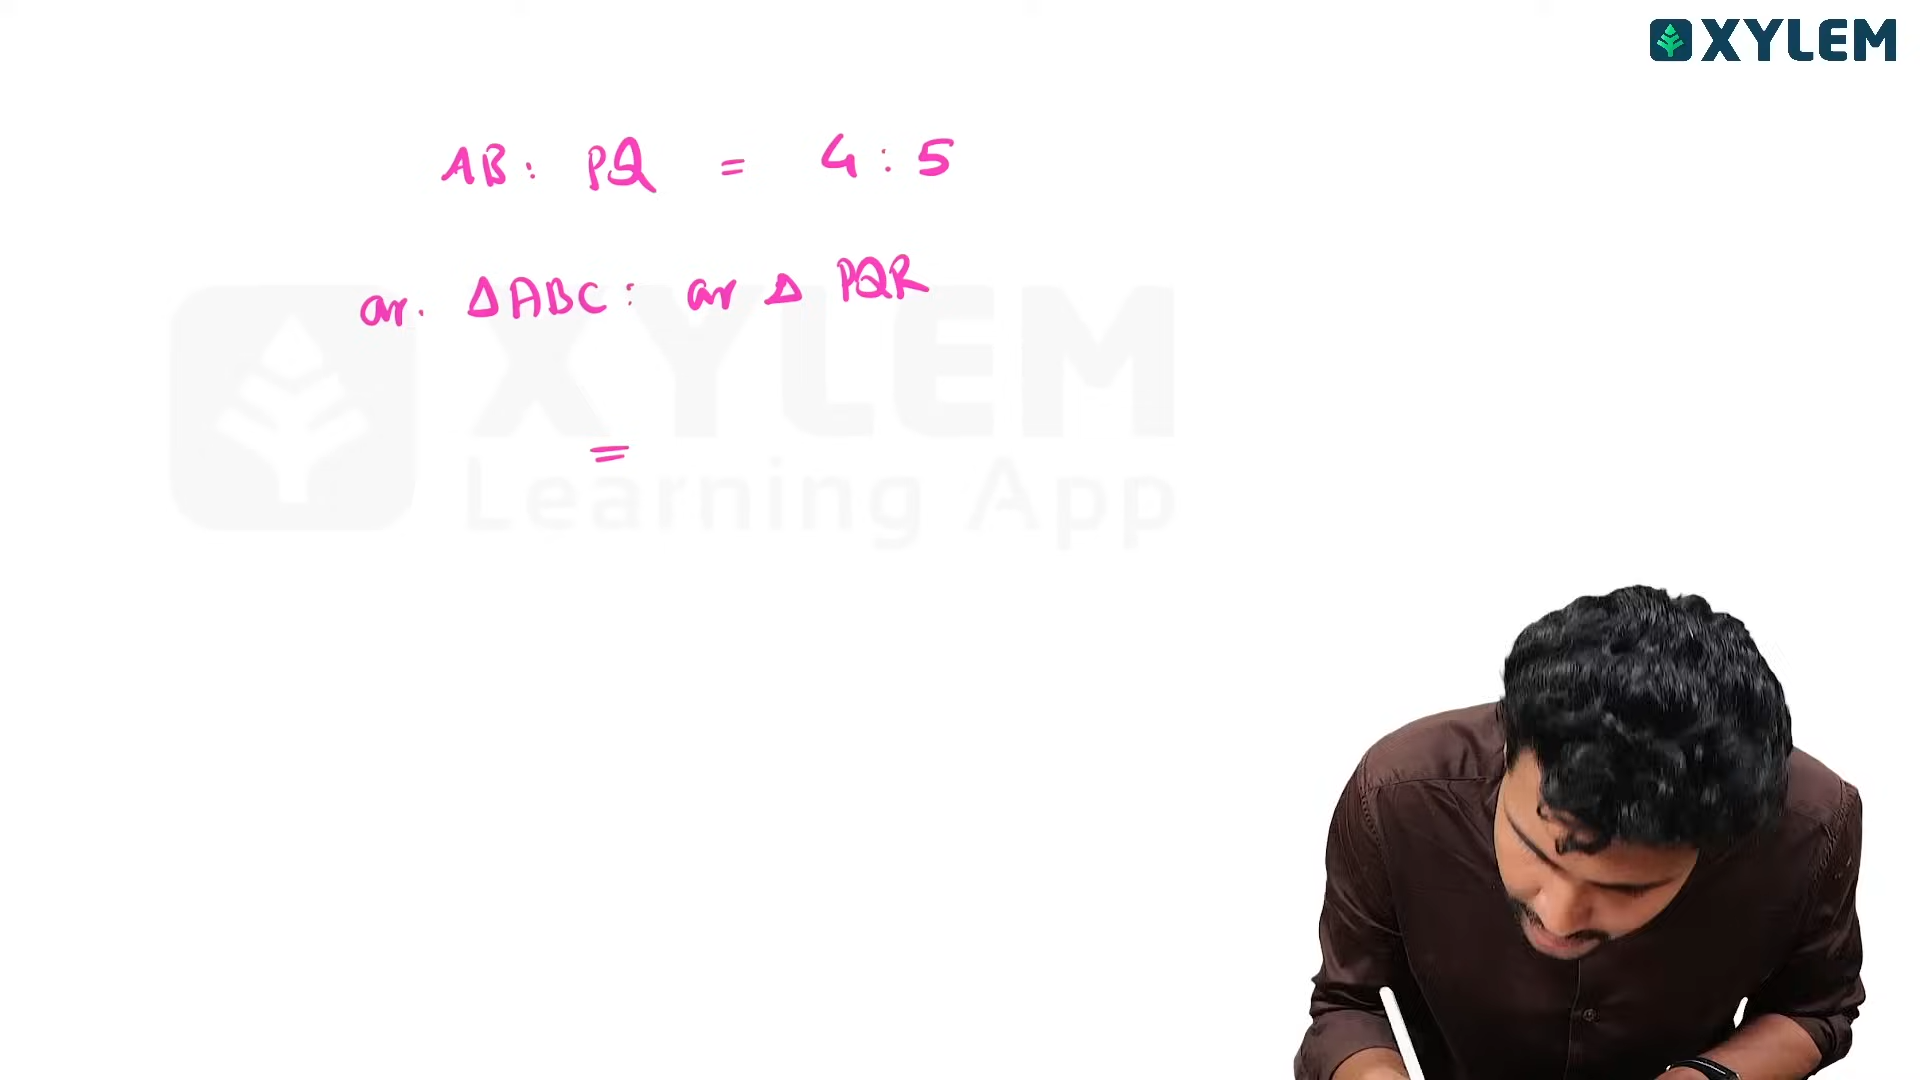 XYLEM
AB : PQ = 4 : 5
ar. ΔABC : ar Δ PQR
=
XYLEM
Learning App